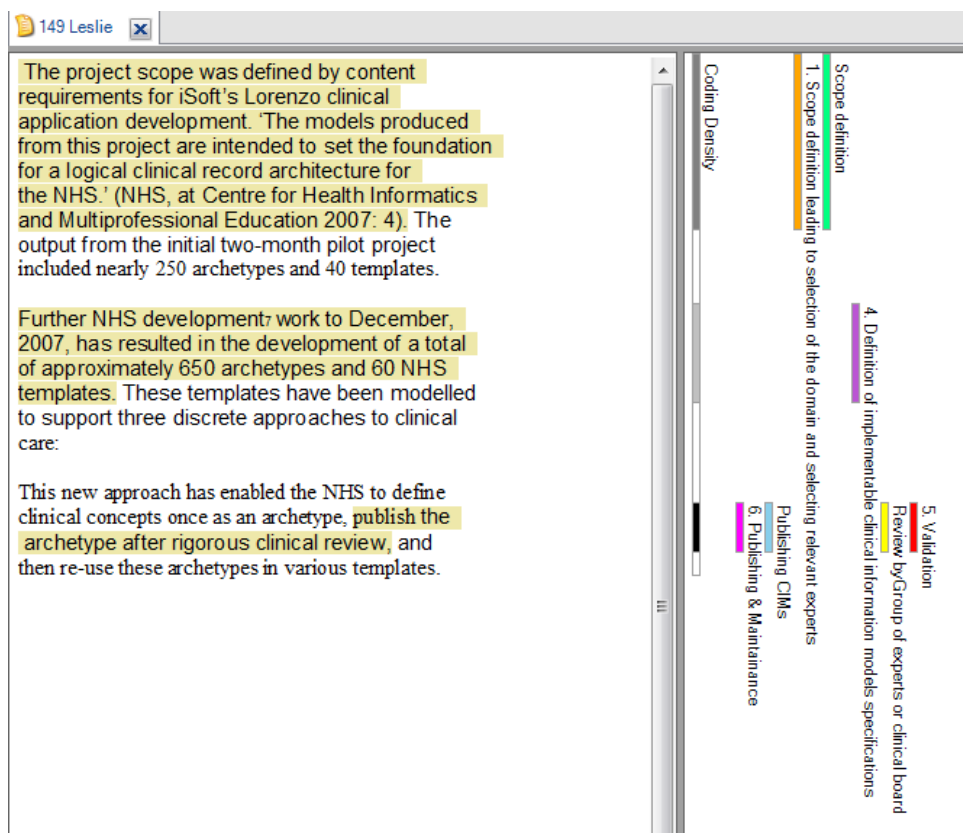 149 Leslie
The project scope was defined by content
requirements for iSoft's Lorenzo clinical
application development. 'The models produced
from this project are intended to set the foundation
for a logical clinical record architecture for
the NHS.' (NHS, at Centre for Health Informatics
and Multiprofessional Education 2007: 4). The
output from the initial two-month pilot project
included nearly 250 archetypes and 40 templates.
Further NHS development7 work to December,
2007, has resulted in the development of a total
of approximately 650 archetypes and 60 NHS
templates. These templates have been modelled
to support three discrete approaches to clinical
care:
This new approach has enabled the NHS to define
clinical concepts once as an archetype, publish the
archetype after rigorous clinical review, and
then re-use these archetypes in various templates.
Coding Density
6. Publishing & Maintainance
Publishing CIMs
1. Scope definition leading to selection of the domain and selecting relevant experts
Scope definition
4. Definition of implementable clinical information models specifications
Review byGroup of experts or clinical board
5. Validation